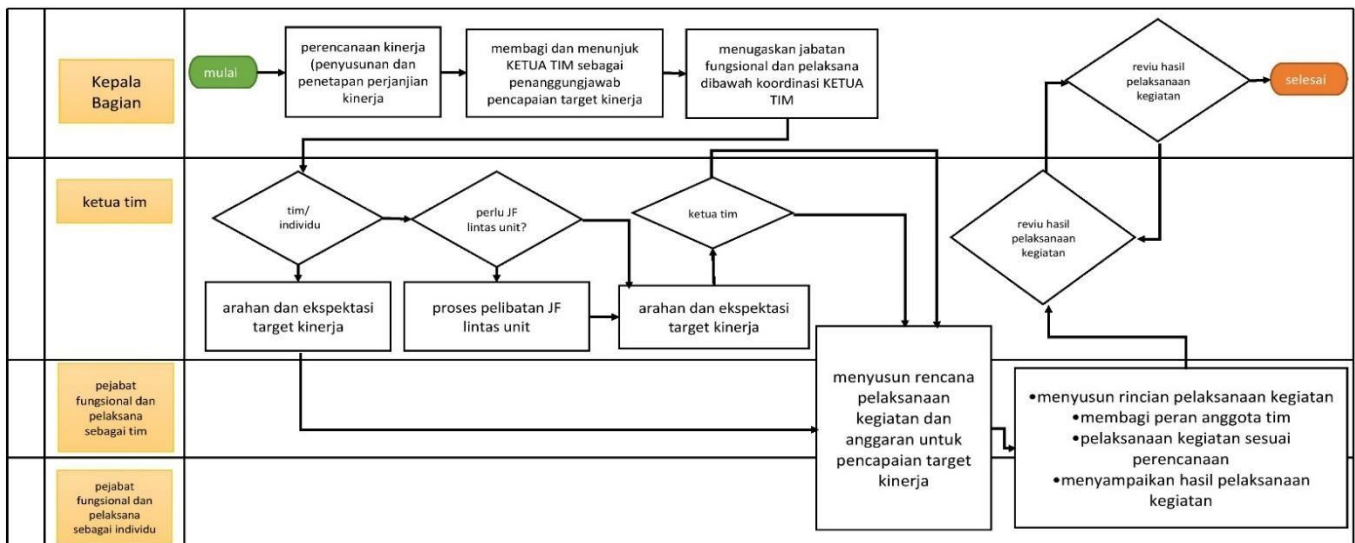 Kepala
Bagian
mulai
perencanaan kinerja
(penyusunan dan
penetapan perjanjian
kinerja
membagi dan menunjuk
KETUA TIM sebagai
penanggungjawab
pencapaian target kinerja
menugaskan jabatan
fungsional dan pelaksana
dibawah koordinasi KETUA
TIM
reviu hasil
pelaksanaan
kegiatan
selesai
ketua tim
tim/
individu
perlu JF
lintas unit?
ketua tim
reviu hasil
pelaksanaan
kegiatan
arahan dan ekspektasi
target kinerja
proses pelibatan JF
lintas unit
arahan dan ekspektasi
target kinerja
pejabat
fungsional dan
pelaksana
sebagai tim
menyusun rencana
pelaksanaan
kegiatan dan
anggaran untuk
pencapaian target
kinerja
•menyusun rincian pelaksanaan kegiatan
•membagi peran anggota tim
•pelaksanaan kegiatan sesuai
perencanaan
•menyampaikan hasil pelaksanaan
kegiatan
pejabat
fungsional dan
pelaksana
sebagai individu